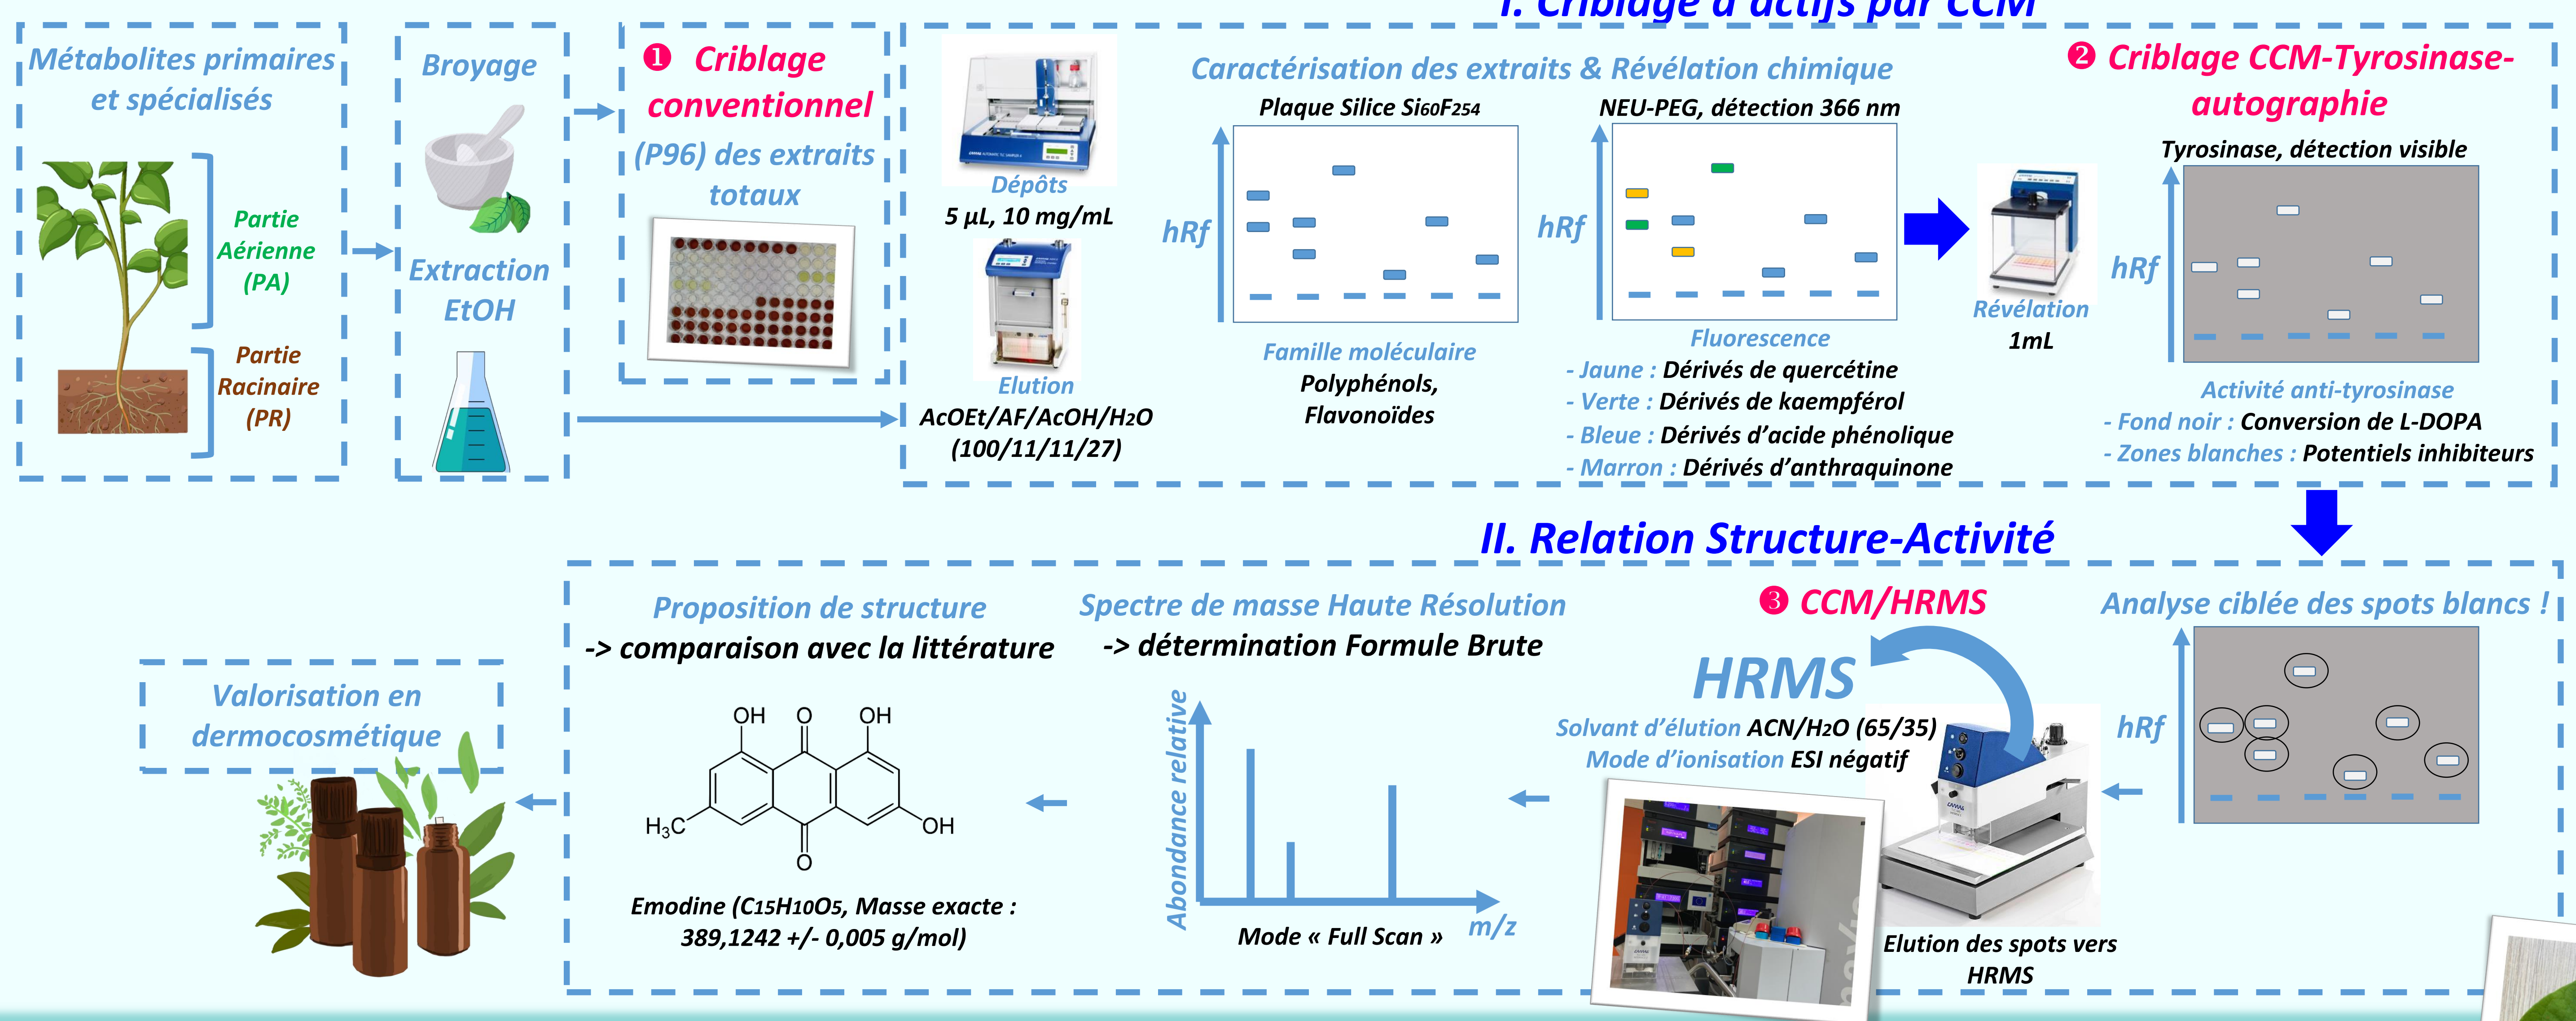 I. Criblage d'actifs par CCM
Métabolites primaires
et spécialisés
Partie
Aérienne
(PA)
Partie
Racinaire
(PR)
Broyage
Extraction
EtOH
❶ Criblage
conventionnel
(P96) des extraits
totaux
Dépôts
5 µL, 10 mg/mL
Elution
AcOEt/AF/AcOH/H2O
(100/11/11/27)
Caractérisation des extraits & Révélation chimique
Plaque Silice Si60F254
hRf
Famille moléculaire
Polyphénols,
Flavonoïdes
NEU-PEG, détection 366 nm
hRf
Fluorescence
- Jaune : Dérivés de quercétine
- Verte : Dérivés de kaempférol
- Bleue : Dérivés d'acide phénolique
- Marron : Dérivés d'anthraquinone
Révélation
1mL
❷ Criblage CCM-Tyrosinase-
autographie
Tyrosinase, détection visible
hRf
Activité anti-tyrosinase
- Fond noir : Conversion de L-DOPA
- Zones blanches : Potentiels inhibiteurs
II. Relation Structure-Activité
Analyse ciblée des spots blancs !
hRf
❸ CCM/HRMS
HRMS
Solvant d'élution ACN/H2O (65/35)
Mode d'ionisation ESI négatif
CAMAG
Elution des spots vers
HRMS
Spectre de masse Haute Résolution
-> détermination Formule Brute
Abondance relative
m/z
Mode « Full Scan »
Proposition de structure
-> comparaison avec la littérature
OH O OH
H3C
OH
O
Emodine (C15H10O5, Masse exacte :
389,1242 +/- 0,005 g/mol)
Valorisation en
dermocosmétique